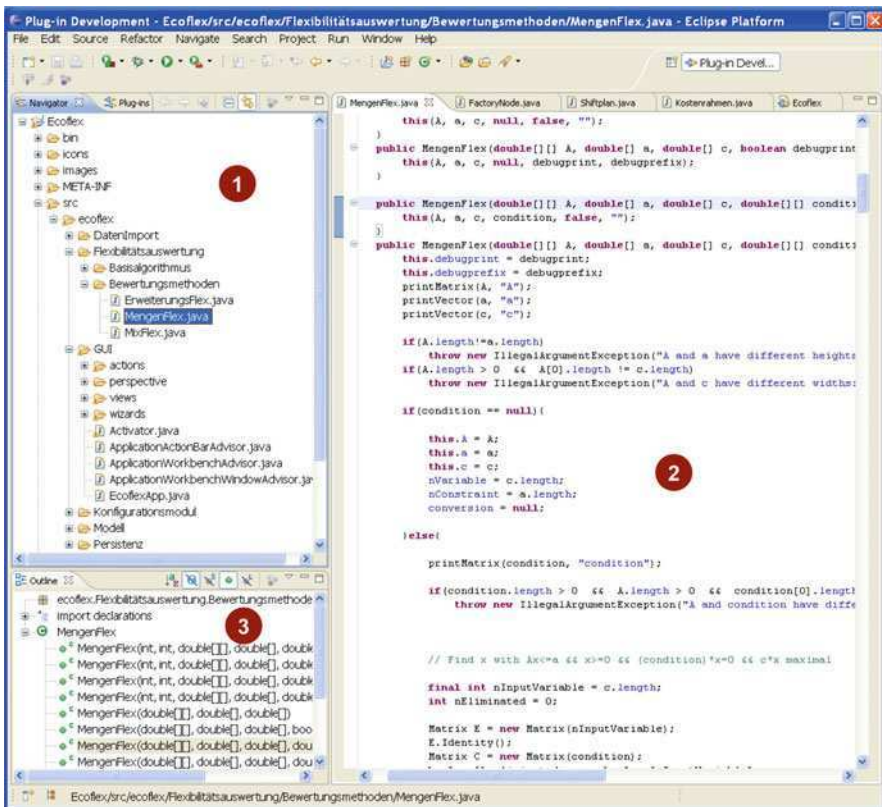 Plug-in Development - Ecoflex/src/ecoflex/Flexibilitätsauswertung/Bewertungsmethoden/MengenFlex.java - Eclipse Platform
File Edit Source Refactor Navigate Search Project Run Window Help
Plug-in Devel...
Navigator Plug-ins
Ecoflex
bin
icons
images
META-INF
src
ecoflex
DatenImport
Flexibilitätsauswertung
Basisalgorithmus
Bewertungsmethoden
ErweiterungsFlex.java
MengenFlex.java
MixFlex.java
GUI
actions
perspective
views
wizards
Activator.java
ApplicationActionBarAdvisor.java
ApplicationWorkbenchAdvisor.java
ApplicationWorkbenchWindowAdvisor.ja
EcoflexApp.java
Konfigurationsmodul
Modell
Persistenz
1
MengenFlex.java FactoryNode.java Shiftplan.java Kostenrahmen.java Ecoflex
this(A, a, c, null, false, "");
}
public MengenFlex(double[][] A, double[] a, double[] c, boolean debugprint
this(A, a, c, null, debugprint, debugprefix);
}
public MengenFlex(double[][] A, double[] a, double[] c, double[][] conditi
this(A, a, c, condition, false, "");
}
public MengenFlex(double[][] A, double[] a, double[] c, double[][] conditi
this.debugprint = debugprint;
this.debugprefix = debugprefix;
printMatrix(A, "A");
printVector(a, "a");
printVector(c, "c");
if(A.length!=a.length)
throw new IllegalArgumentException("A and a have different heights
if(A.length > 0 && A[0].length != c.length)
throw new IllegalArgumentException("A and c have different widths:
if(condition == null){
this.A = A;
this.a = a;
this.c = c;
nVariable = c.length;
nConstraint = a.length;
conversion = null;
}else{
printMatrix(condition, "condition");
if(condition.length > 0 && A.length > 0 && condition[0].length
throw new IllegalArgumentException("A and condition have diffe
// Find x with Ax<=a && x>=0 && (condition)*x=0 && c*x maximal
final int nInputVariable = c.length;
int nEliminated = 0;
Matrix E = new Matrix(nInputVariable);
E.Identity();
Matrix C = new Matrix(condition);
2
Outline
ecoflex.Flexibilitätsauswertung.Bewertungsmethode
import declarations
MengenFlex
MengenFlex(int, int, double[][], double[], doubl
MengenFlex(int, int, double[][], double[], doubl
MengenFlex(int, int, double[][], double[], doubl
MengenFlex(int, int, double[][], double[], doubl
MengenFlex(double[][], double[], double[])
MengenFlex(double[][], double[], double[], boo
MengenFlex(double[][], double[], double[], dou
MengenFlex(double[][], double[], double[], dou
3
Ecoflex/src/ecoflex/Flexibilitätsauswertung/Bewertungsmethoden/MengenFlex.java